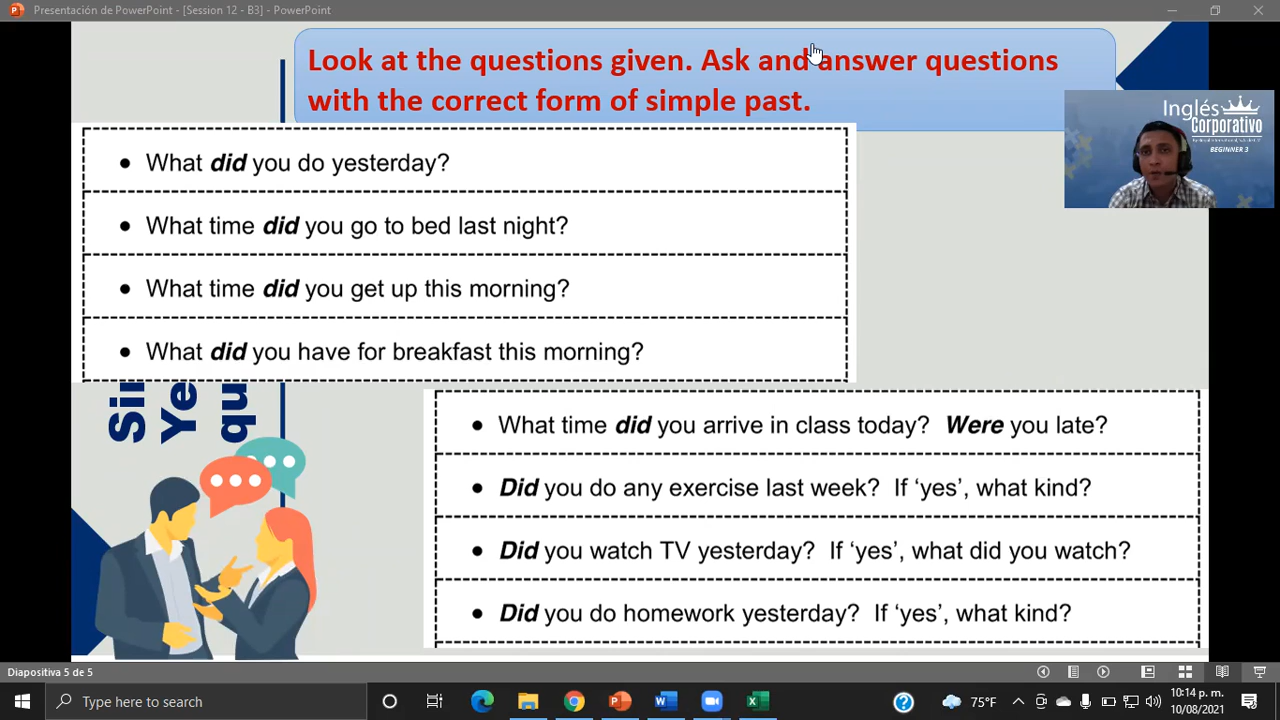 Presentación de PowerPoint - [Session 12 - B3] - PowerPoint
Look at the questions given. Ask and answer questions
with the correct form of simple past.
Inglés
Corporativo
BEGINNER 3
• What did you do yesterday?
• What time did you go to bed last night?
• What time did you get up this morning?
• What did you have for breakfast this morning?
Sin
Ye
qu
• What time did you arrive in class today? Were you late?
• Did you do any exercise last week? If ‘yes’, what kind?
• Did you watch TV yesterday? If ‘yes’, what did you watch?
• Did you do homework yesterday? If ‘yes’, what kind?
Diapositiva 5 de 5
Type here to search
75°F
10:14 p. m.
10/08/2021